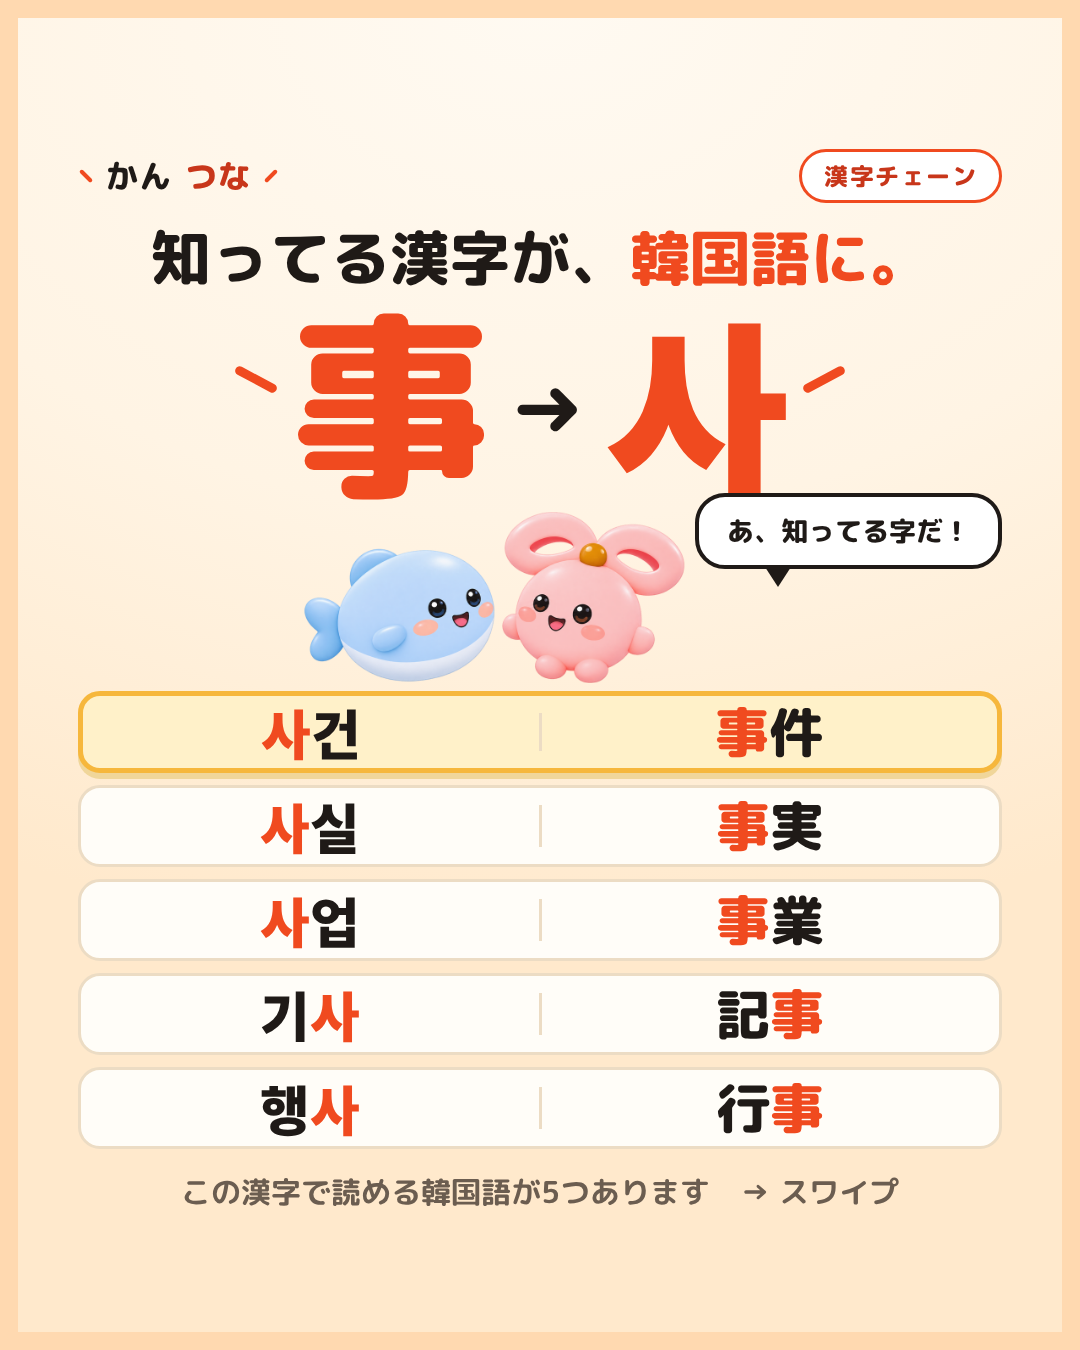 かん つな
漢字チェーン
知ってる漢字が、韓国語に。
事 → 사
あ、知ってる字だ！
사건 事件
사실 事実
사업 事業
기사 記事
행사 行事
この漢字で読める韓国語が5つあります → スワイプ